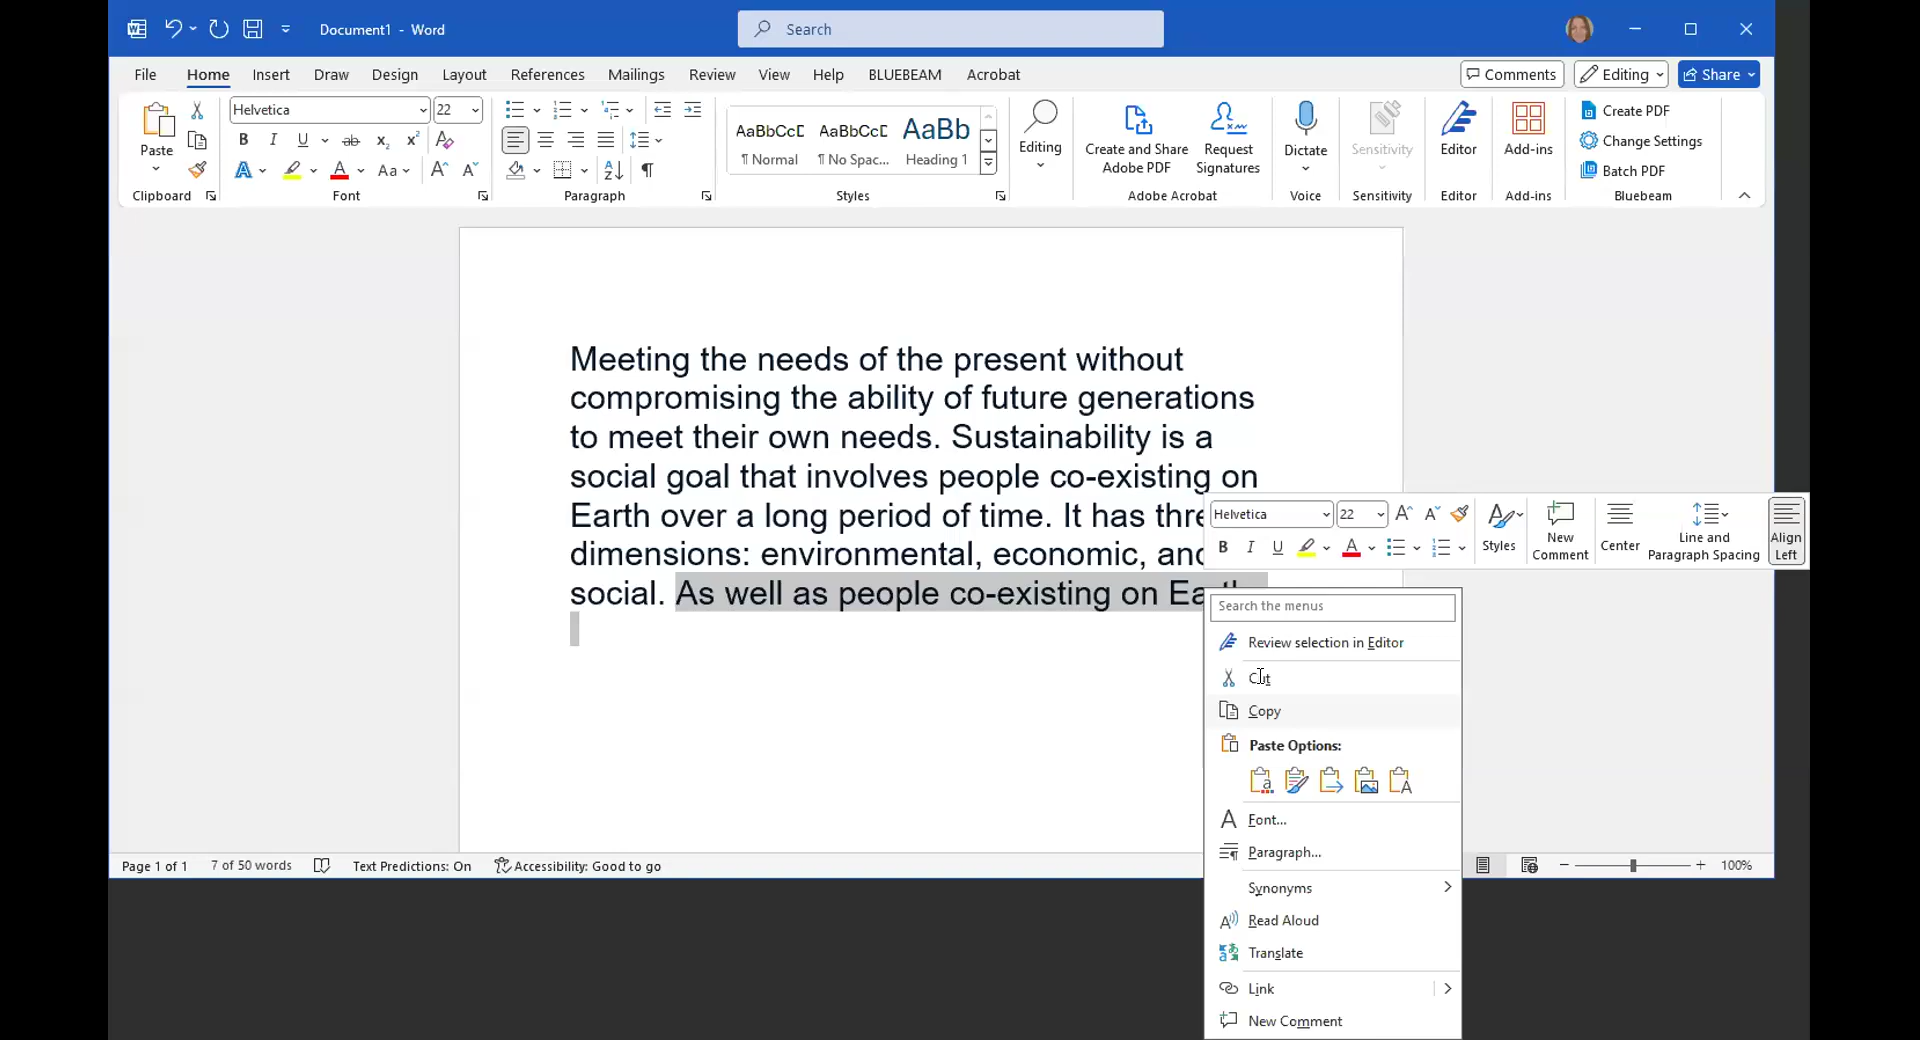 Document1 - Word
Search
File Home Insert Draw Design Layout References Mailings Review View Help BLUEBEAM Acrobat
Comments Editing Share
Helvetica 22
Paste
B I U ab x₂ x²
A A Aa A A
AaBbCcD AaBbCcD AaBb
¶ Normal ¶ No Spac... Heading 1
Editing
Create and Share Adobe PDF
Request Signatures
Dictate
Sensitivity
Editor
Add-ins
Create PDF
Change Settings
Batch PDF
Clipboard Font Paragraph Styles Adobe Acrobat Voice Sensitivity Editor Add-ins Bluebeam
Meeting the needs of the present without
compromising the ability of future generations
to meet their own needs. Sustainability is a
social goal that involves people co-existing on
Earth over a long period of time. It has thre
dimensions: environmental, economic, and
social. As well as people co-existing on Earth
Helvetica 22 A A
B I U A
Styles
New Comment
Center
Line and Paragraph Spacing
Align Left
Search the menus
Review selection in Editor
Cut
Copy
Paste Options:
Font...
Paragraph...
Synonyms
Read Aloud
Translate
Link
New Comment
Page 1 of 1 7 of 50 words Text Predictions: On Accessibility: Good to go 100%